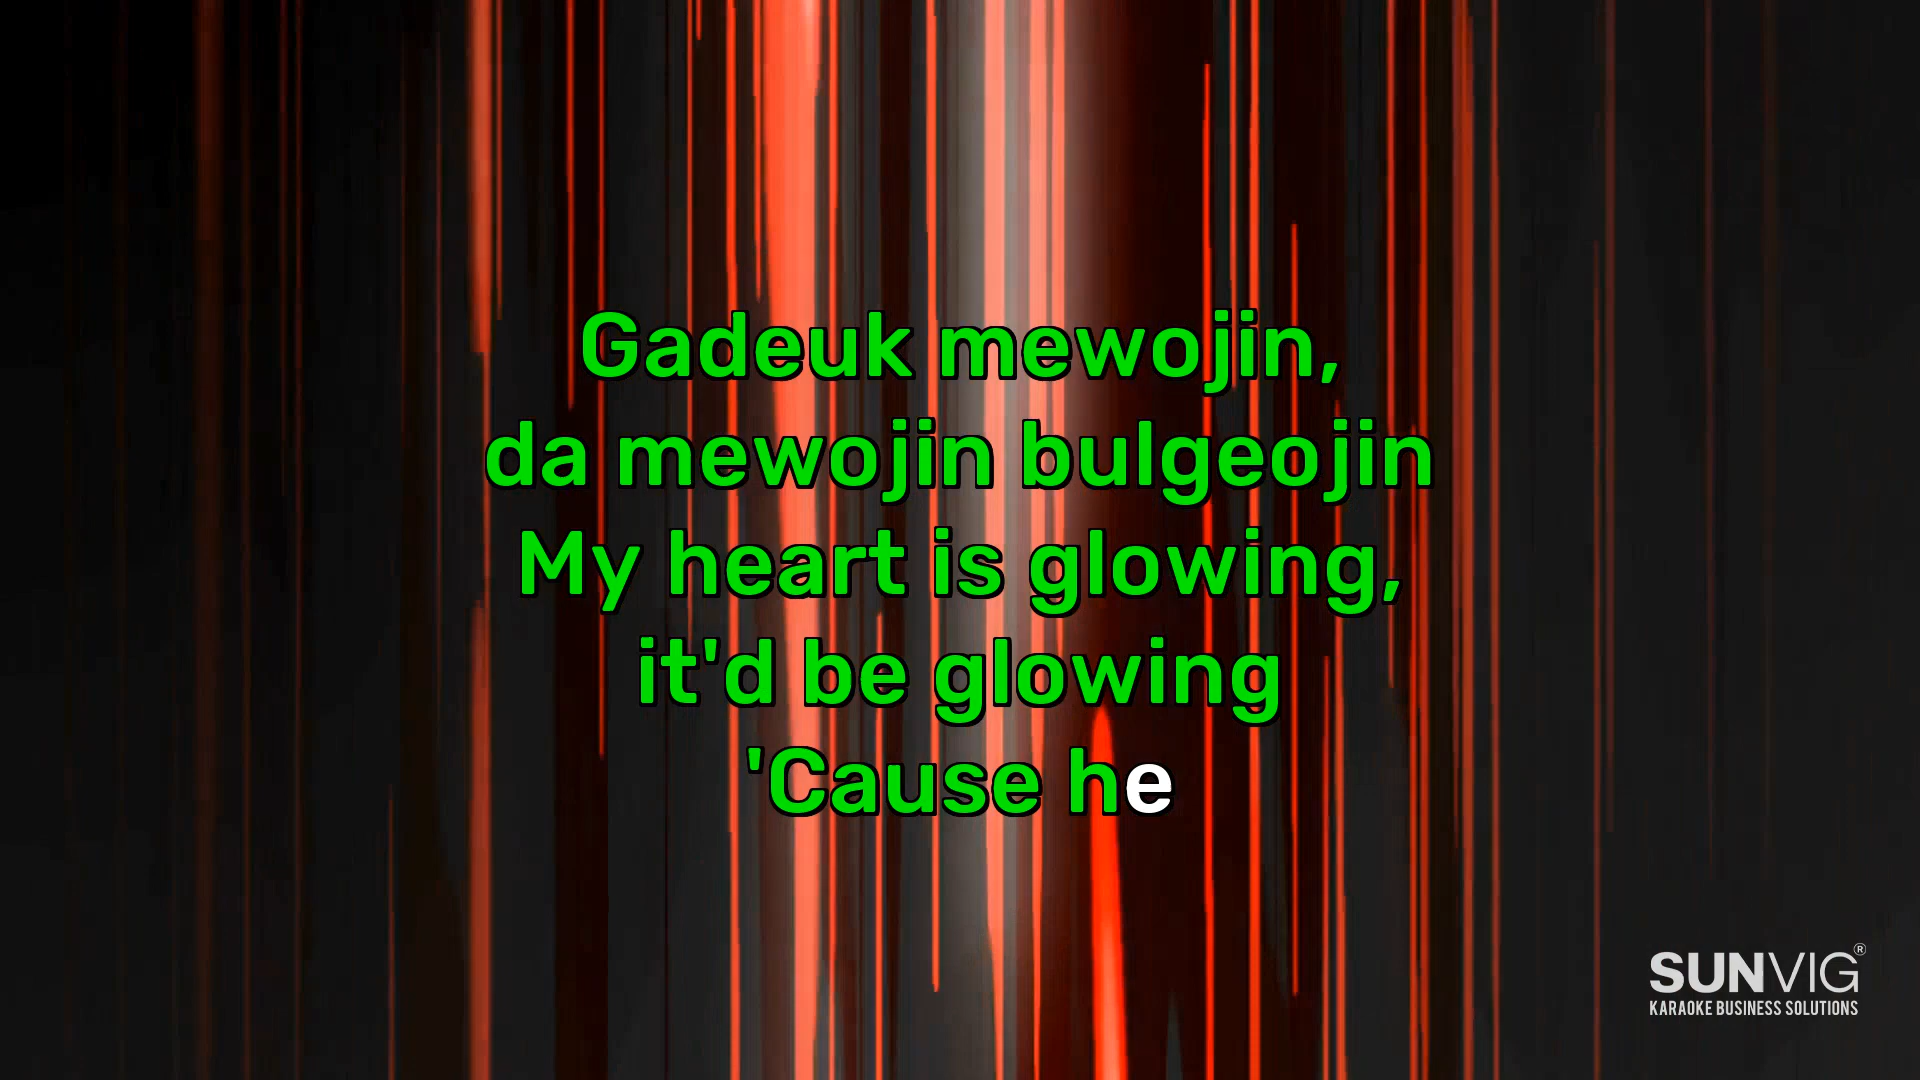 Gadeuk mewojin,
da mewojin bulgeojin
My heart is glowing,
it'd be glowing
'Cause he
SUNVIG®
KARAOKE BUSINESS SOLUTIONS